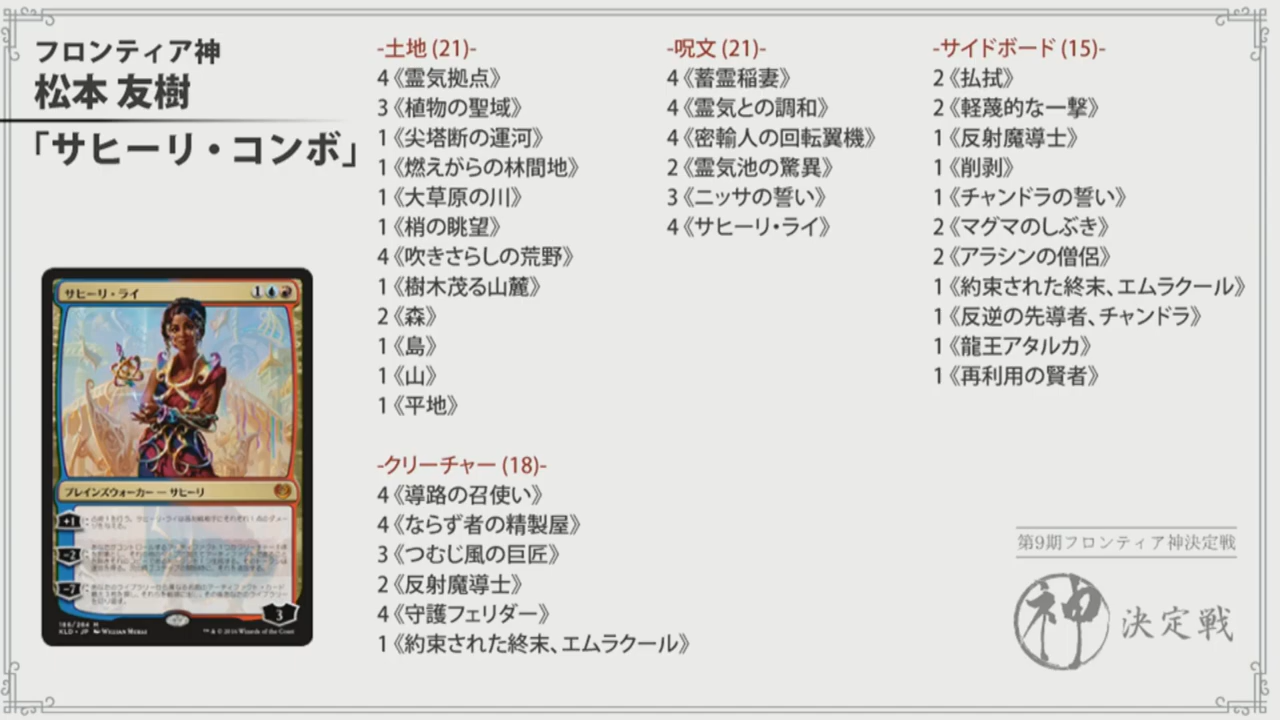 フロンティア神
松本 友樹
「サヒーリ・コンボ」
-土地 (21)-
4《霊気拠点》
3《植物の聖域》
1《尖塔断の運河》
1《燃えがらの林間地》
1《大草原の川》
1《梢の眺望》
4《吹きさらしの荒野》
1《樹木茂る山麓》
2《森》
1《島》
1《山》
1《平地》
-クリーチャー (18)-
4《導路の召使い》
4《ならず者の精製屋》
3《つむじ風の巨匠》
2《反射魔導士》
4《守護フェリダー》
1《約束された終末、エムラクール》
-呪文 (21)-
4《蓄霊稲妻》
4《霊気との調和》
4《密輸人の回転翼機》
2《霊気池の驚異》
3《ニッサの誓い》
4《サヒーリ・ライ》
-サイドボード (15)-
2《払拭》
2《軽蔑的な一撃》
1《反射魔導士》
1《削剥》
1《チャンドラの誓い》
2《マグマのしぶき》
2《アラシンの僧侶》
1《約束された終末、エムラクール》
1《反逆の先導者、チャンドラ》
1《龍王アタルカ》
1《再利用の賢者》
サヒーリ・ライ
1
プレインズウォーカー — サヒーリ
+1
-2
-7
3
第9期フロンティア神決定戦
神 決定戦